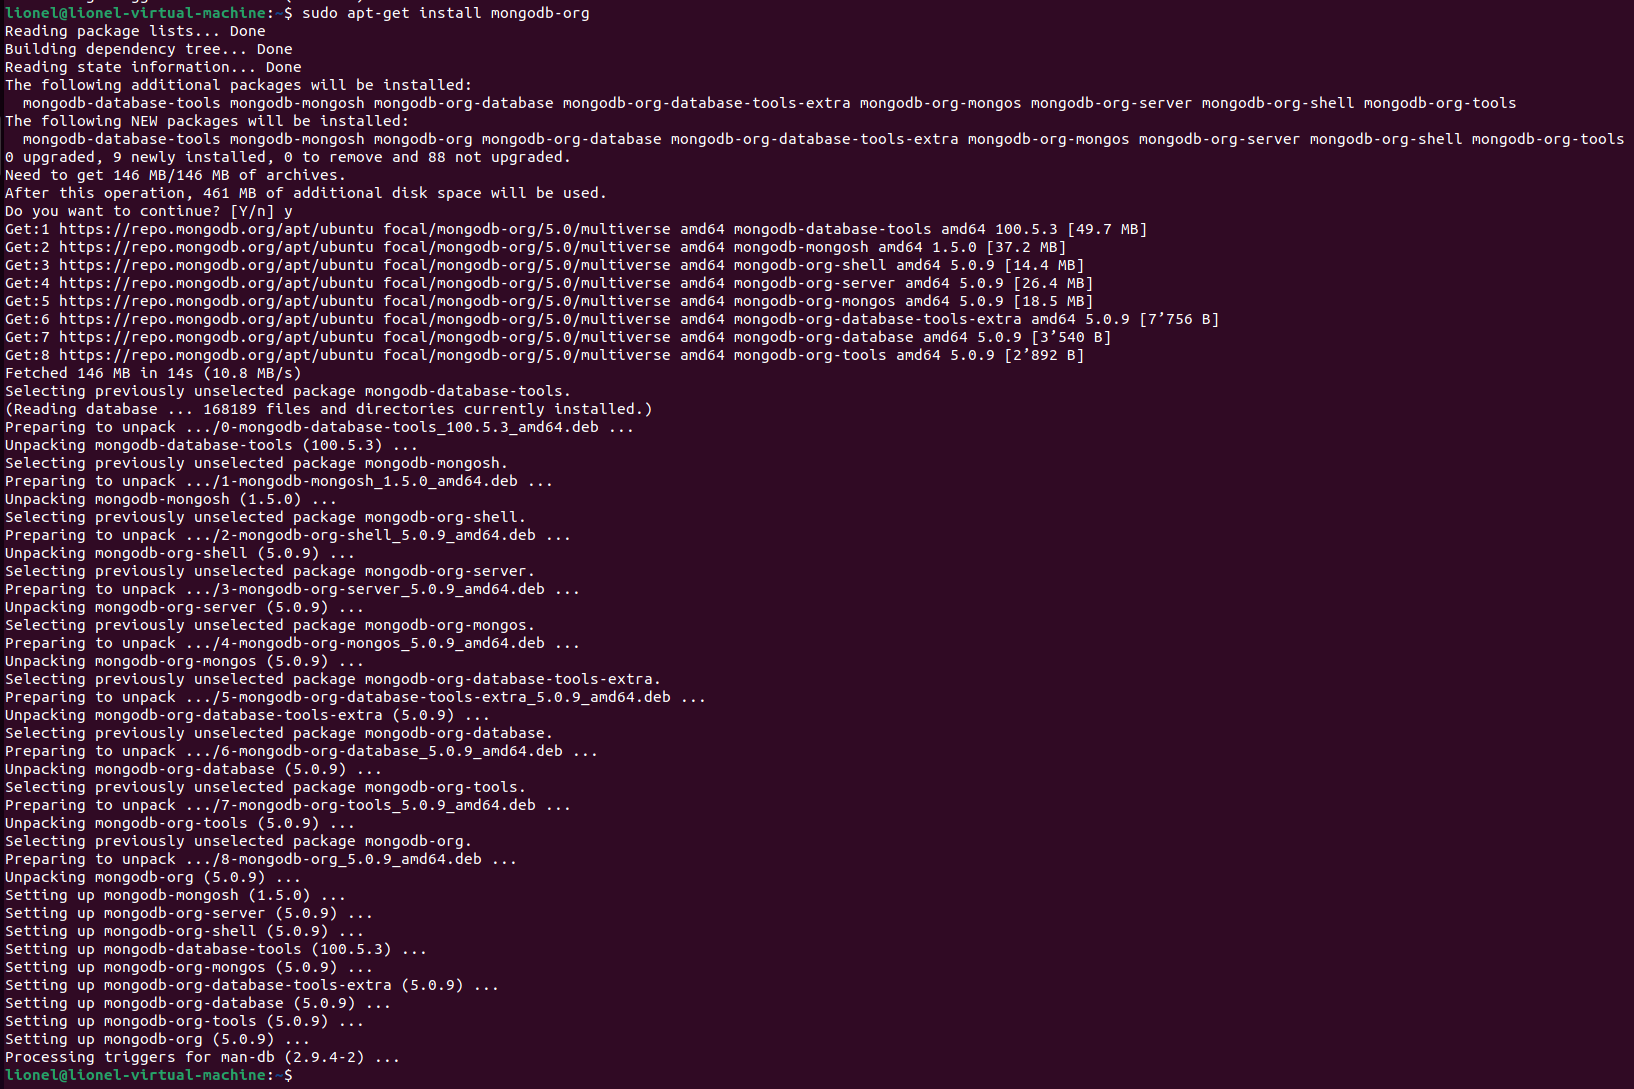 lionel@lionel-virtual-machine:~$ sudo apt-get install mongodb-org
Reading package lists... Done
Building dependency tree... Done
Reading state information... Done
The following additional packages will be installed:
  mongodb-database-tools mongodb-mongosh mongodb-org-database mongodb-org-database-tools-extra mongodb-org-mongos mongodb-org-server mongodb-org-shell mongodb-org-tools
The following NEW packages will be installed:
  mongodb-database-tools mongodb-mongosh mongodb-org mongodb-org-database mongodb-org-database-tools-extra mongodb-org-mongos mongodb-org-server mongodb-org-shell mongodb-org-tools
0 upgraded, 9 newly installed, 0 to remove and 88 not upgraded.
Need to get 146 MB/146 MB of archives.
After this operation, 461 MB of additional disk space will be used.
Do you want to continue? [Y/n] y
Get:1 https://repo.mongodb.org/apt/ubuntu focal/mongodb-org/5.0/multiverse amd64 mongodb-database-tools amd64 100.5.3 [49.7 MB]
Get:2 https://repo.mongodb.org/apt/ubuntu focal/mongodb-org/5.0/multiverse amd64 mongodb-mongosh amd64 1.5.0 [37.2 MB]
Get:3 https://repo.mongodb.org/apt/ubuntu focal/mongodb-org/5.0/multiverse amd64 mongodb-org-shell amd64 5.0.9 [14.4 MB]
Get:4 https://repo.mongodb.org/apt/ubuntu focal/mongodb-org/5.0/multiverse amd64 mongodb-org-server amd64 5.0.9 [26.4 MB]
Get:5 https://repo.mongodb.org/apt/ubuntu focal/mongodb-org/5.0/multiverse amd64 mongodb-org-mongos amd64 5.0.9 [18.5 MB]
Get:6 https://repo.mongodb.org/apt/ubuntu focal/mongodb-org/5.0/multiverse amd64 mongodb-org-database-tools-extra amd64 5.0.9 [7’756 B]
Get:7 https://repo.mongodb.org/apt/ubuntu focal/mongodb-org/5.0/multiverse amd64 mongodb-org-database amd64 5.0.9 [3’540 B]
Get:8 https://repo.mongodb.org/apt/ubuntu focal/mongodb-org/5.0/multiverse amd64 mongodb-org-tools amd64 5.0.9 [2’892 B]
Fetched 146 MB in 14s (10.8 MB/s)
Selecting previously unselected package mongodb-database-tools.
(Reading database ... 168189 files and directories currently installed.)
Preparing to unpack .../0-mongodb-database-tools_100.5.3_amd64.deb ...
Unpacking mongodb-database-tools (100.5.3) ...
Selecting previously unselected package mongodb-mongosh.
Preparing to unpack .../1-mongodb-mongosh_1.5.0_amd64.deb ...
Unpacking mongodb-mongosh (1.5.0) ...
Selecting previously unselected package mongodb-org-shell.
Preparing to unpack .../2-mongodb-org-shell_5.0.9_amd64.deb ...
Unpacking mongodb-org-shell (5.0.9) ...
Selecting previously unselected package mongodb-org-server.
Preparing to unpack .../3-mongodb-org-server_5.0.9_amd64.deb ...
Unpacking mongodb-org-server (5.0.9) ...
Selecting previously unselected package mongodb-org-mongos.
Preparing to unpack .../4-mongodb-org-mongos_5.0.9_amd64.deb ...
Unpacking mongodb-org-mongos (5.0.9) ...
Selecting previously unselected package mongodb-org-database-tools-extra.
Preparing to unpack .../5-mongodb-org-database-tools-extra_5.0.9_amd64.deb ...
Unpacking mongodb-org-database-tools-extra (5.0.9) ...
Selecting previously unselected package mongodb-org-database.
Preparing to unpack .../6-mongodb-org-database_5.0.9_amd64.deb ...
Unpacking mongodb-org-database (5.0.9) ...
Selecting previously unselected package mongodb-org-tools.
Preparing to unpack .../7-mongodb-org-tools_5.0.9_amd64.deb ...
Unpacking mongodb-org-tools (5.0.9) ...
Selecting previously unselected package mongodb-org.
Preparing to unpack .../8-mongodb-org_5.0.9_amd64.deb ...
Unpacking mongodb-org (5.0.9) ...
Setting up mongodb-mongosh (1.5.0) ...
Setting up mongodb-org-server (5.0.9) ...
Setting up mongodb-org-shell (5.0.9) ...
Setting up mongodb-database-tools (100.5.3) ...
Setting up mongodb-org-mongos (5.0.9) ...
Setting up mongodb-org-database-tools-extra (5.0.9) ...
Setting up mongodb-org-database (5.0.9) ...
Setting up mongodb-org-tools (5.0.9) ...
Setting up mongodb-org (5.0.9) ...
Processing triggers for man-db (2.9.4-2) ...
lionel@lionel-virtual-machine:~$